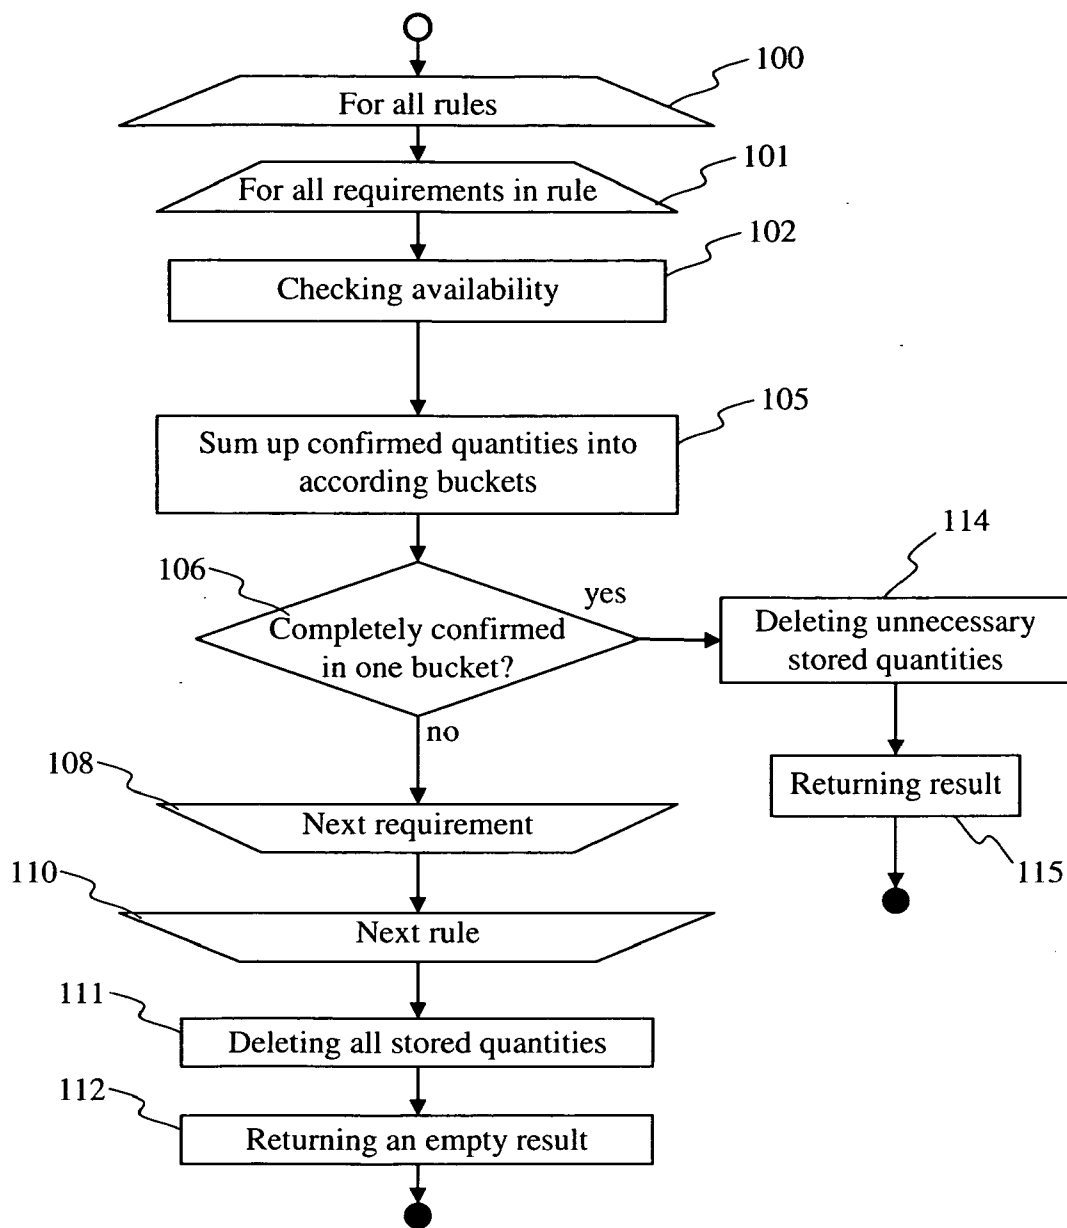 100
For all rules
101
For all requirements in rule
102
Checking availability
105
Sum up confirmed quantities into
according buckets
114
106
yes
Completely confirmed
in one bucket?
Deleting unnecessary
stored quantities
no
108
Returning result
Next requirement
115
110
Next rule
111
Deleting all stored quantities
112
Returning an empty result